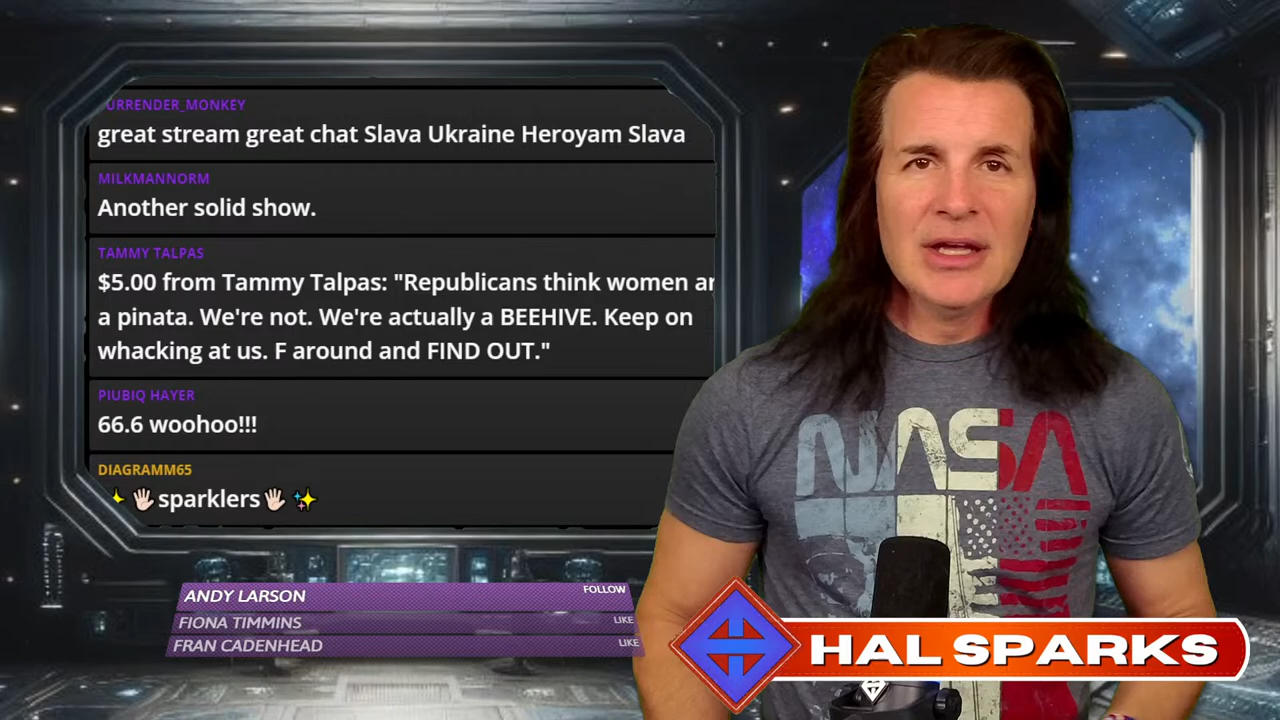 URRENDER_MONKEY
great stream great chat Slava Ukraine Heroyam Slava
MILKMANNORM
Another solid show.
TAMMY TALPAS
$5.00 from Tammy Talpas: "Republicans think women ar
a pinata. We're not. We're actually a BEEHIVE. Keep on
whacking at us. F around and FIND OUT."
PIUBIQ HAYER
66.6 woohoo!!!
DIAGRAMM65
✨🖐🏻sparklers🖐🏻✨
ANDY LARSON FOLLOW
FIONA TIMMINS LIKE
FRAN CADENHEAD LIKE
NASA
HAL SPARKS